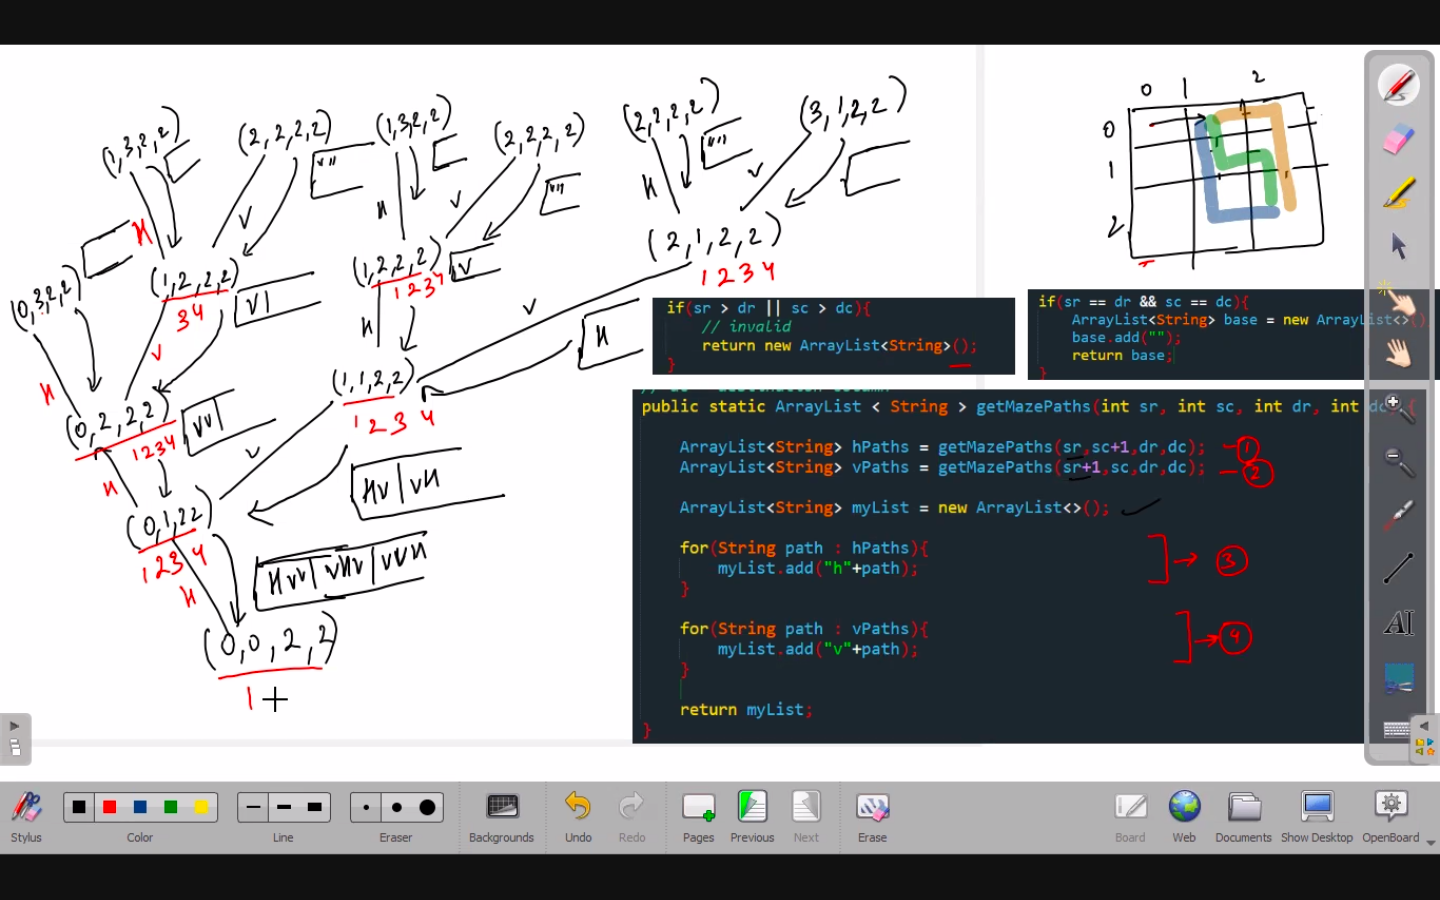 (1,3,2,2)
(2,2,2,2)
(1,3,2,2)
(2,2,2,2)
(2,2,2,2)
(3,1,2,2)
""
""
""
H
V
H
V
H
V
(0,3,2,2)
(1,2,2,2)
34
V
(1,2,2,2)
1234
V
(2,1,2,2)
1234
H
V
H
V
H
(0,2,2,2)
1234
VV
(1,1,2,2)
1234
H
V
HV|VH
(0,1,22)
1234
H
HVV|VHV|VVH
(0,0,2,2)
1
0 1 2
0
1
2
if(sr > dr || sc > dc){
// invalid
return new ArrayList<String>();
}
if(sr == dr && sc == dc){
ArrayList<String> base = new ArrayList<>()
base.add("");
return base;
}
public static ArrayList < String > getMazePaths(int sr, int sc, int dr, int dc) {
ArrayList<String> hPaths = getMazePaths(sr,sc+1,dr,dc); - 1
ArrayList<String> vPaths = getMazePaths(sr+1,sc,dr,dc); - 2
ArrayList<String> myList = new ArrayList<>();
for(String path : hPaths){
myList.add("h"+path);
}
3
for(String path : vPaths){
myList.add("v"+path);
}
4
return myList;
}
AI
Stylus
Color
Line
Eraser
Backgrounds
Undo
Redo
Pages
Previous
Next
Erase
Board
Web
Documents
Show Desktop
OpenBoard